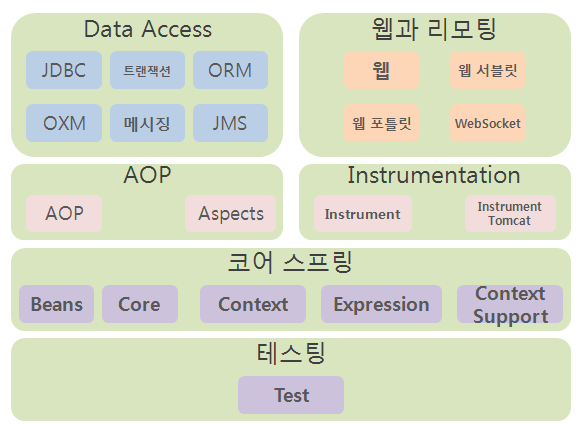 Data Access
JDBC
트랜잭션
ORM
OXM
메시징
JMS
웹과 리모팅
웹
웹 서블릿
웹 포틀릿
WebSocket
AOP
AOP
Aspects
Instrumentation
Instrument
Instrument
Tomcat
코어 스프링
Beans
Core
Context
Expression
Context
Support
테스팅
Test